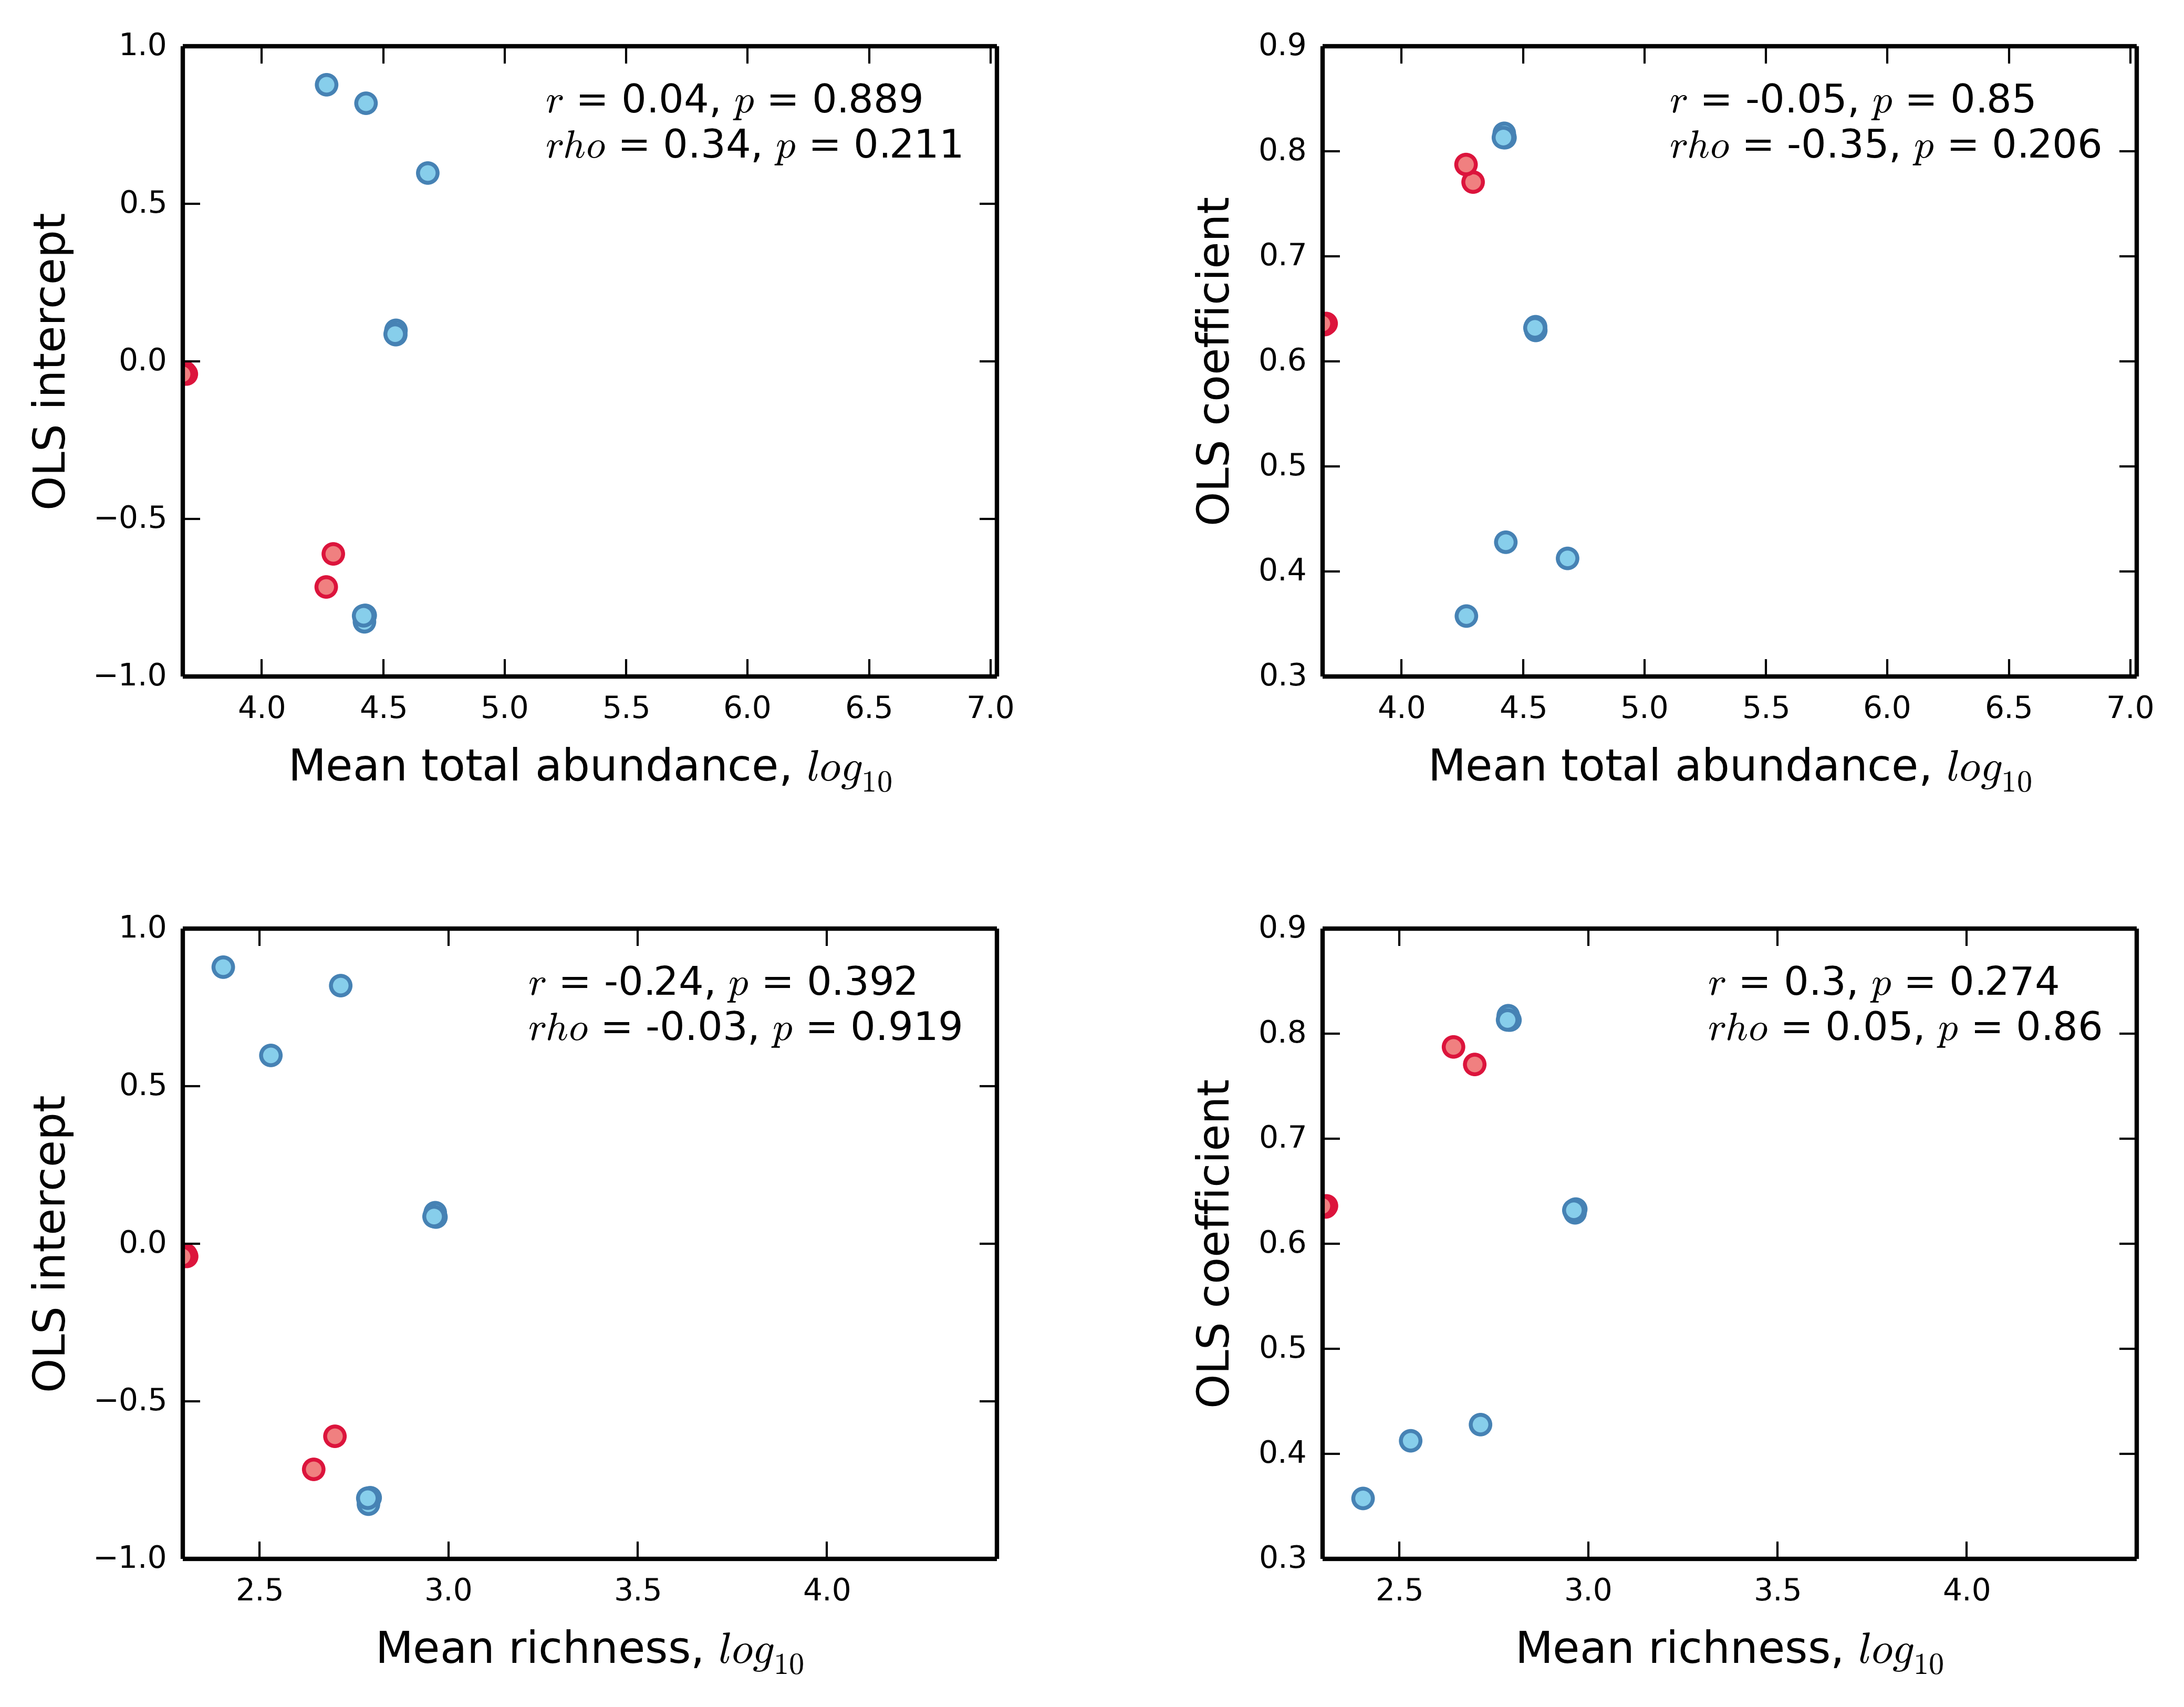 1.0
0.5
0.0
−0.5
−1.0
OLS intercept
r = 0.04, p = 0.889
rho = 0.34, p = 0.211
4.0 4.5 5.0 5.5 6.0 6.5 7.0
Mean total abundance, log10
0.9
0.8
0.7
0.6
0.5
0.4
0.3
OLS coefficient
r = -0.05, p = 0.85
rho = -0.35, p = 0.206
4.0 4.5 5.0 5.5 6.0 6.5 7.0
Mean total abundance, log10
1.0
0.5
0.0
−0.5
−1.0
OLS intercept
r = -0.24, p = 0.392
rho = -0.03, p = 0.919
2.5 3.0 3.5 4.0
Mean richness, log10
0.9
0.8
0.7
0.6
0.5
0.4
0.3
OLS coefficient
r = 0.3, p = 0.274
rho = 0.05, p = 0.86
2.5 3.0 3.5 4.0
Mean richness, log10